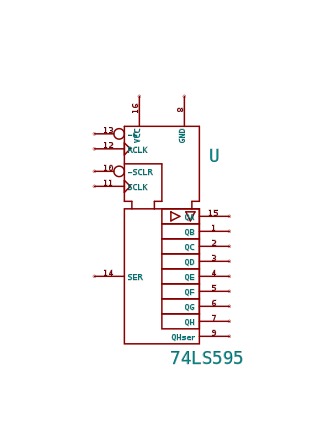 16
8
VCC
GND
13
12
RCLK
U
10
~SCLR
11
SCLK
15
QB
1
QC
2
QD
3
14
SER
QE
4
QF
5
QG
6
QH
7
QHser
9
74LS595